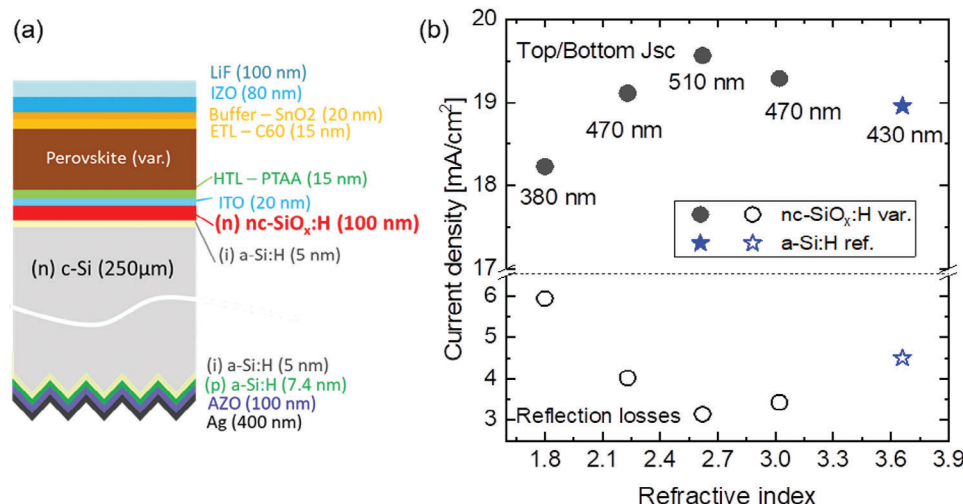 (a)
LiF (100 nm)
IZO (80 nm)
Buffer – SnO2 (20 nm)
ETL – C60 (15 nm)
Perovskite (var.)
HTL – PTAA (15 nm)
ITO (20 nm)
(n) nc-SiOₓ:H (100 nm)
(i) a-Si:H (5 nm)
(n) c-Si (250µm)
(i) a-Si:H (5 nm)
(p) a-Si:H (7.4 nm)
AZO (100 nm)
Ag (400 nm)
(b)
Current density [mA/cm²]
20
19
18
17
6
5
4
3
Top/Bottom Jsc
510 nm
470 nm
470 nm
430 nm
380 nm
nc-SiOₓ:H var.
a-Si:H ref.
Reflection losses
1.8 2.1 2.4 2.7 3.0 3.3 3.6 3.9
Refractive index